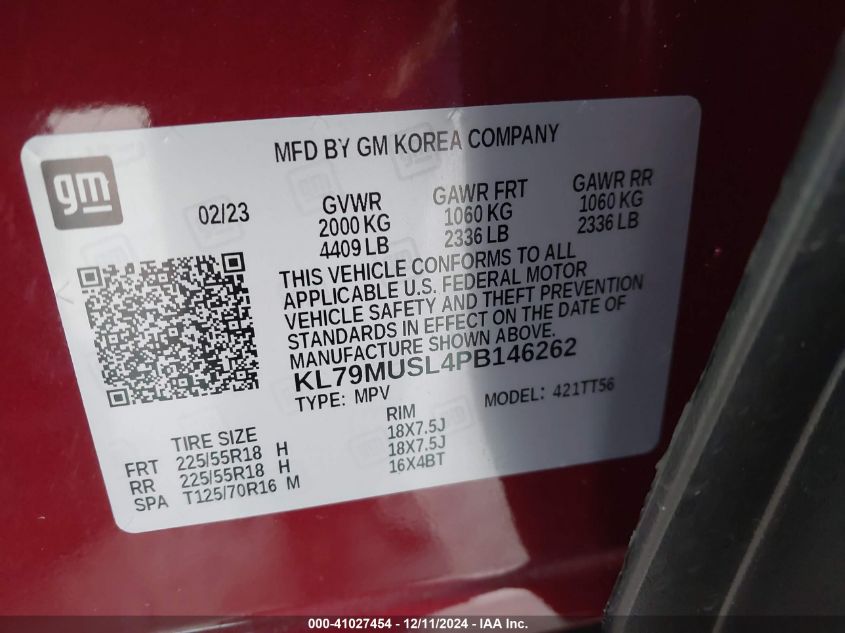 MFD BY GM KOREA COMPANY
gm
02/23
GVWR
2000 KG
4409 LB
GAWR FRT
1060 KG
2336 LB
GAWR RR
1060 KG
2336 LB
THIS VEHICLE CONFORMS TO ALL
APPLICABLE U.S. FEDERAL MOTOR
VEHICLE SAFETY AND THEFT PREVENTION
STANDARDS IN EFFECT ON THE DATE OF
MANUFACTURE SHOWN ABOVE.
KL79MUSL4PB146262
TYPE: MPV MODEL: 421TT56
TIRE SIZE RIM
FRT 225/55R18 H 18X7.5J
RR 225/55R18 H 18X7.5J
SPA T125/70R16 M 16X4BT
000-41027454 - 12/11/2024 - IAA Inc.